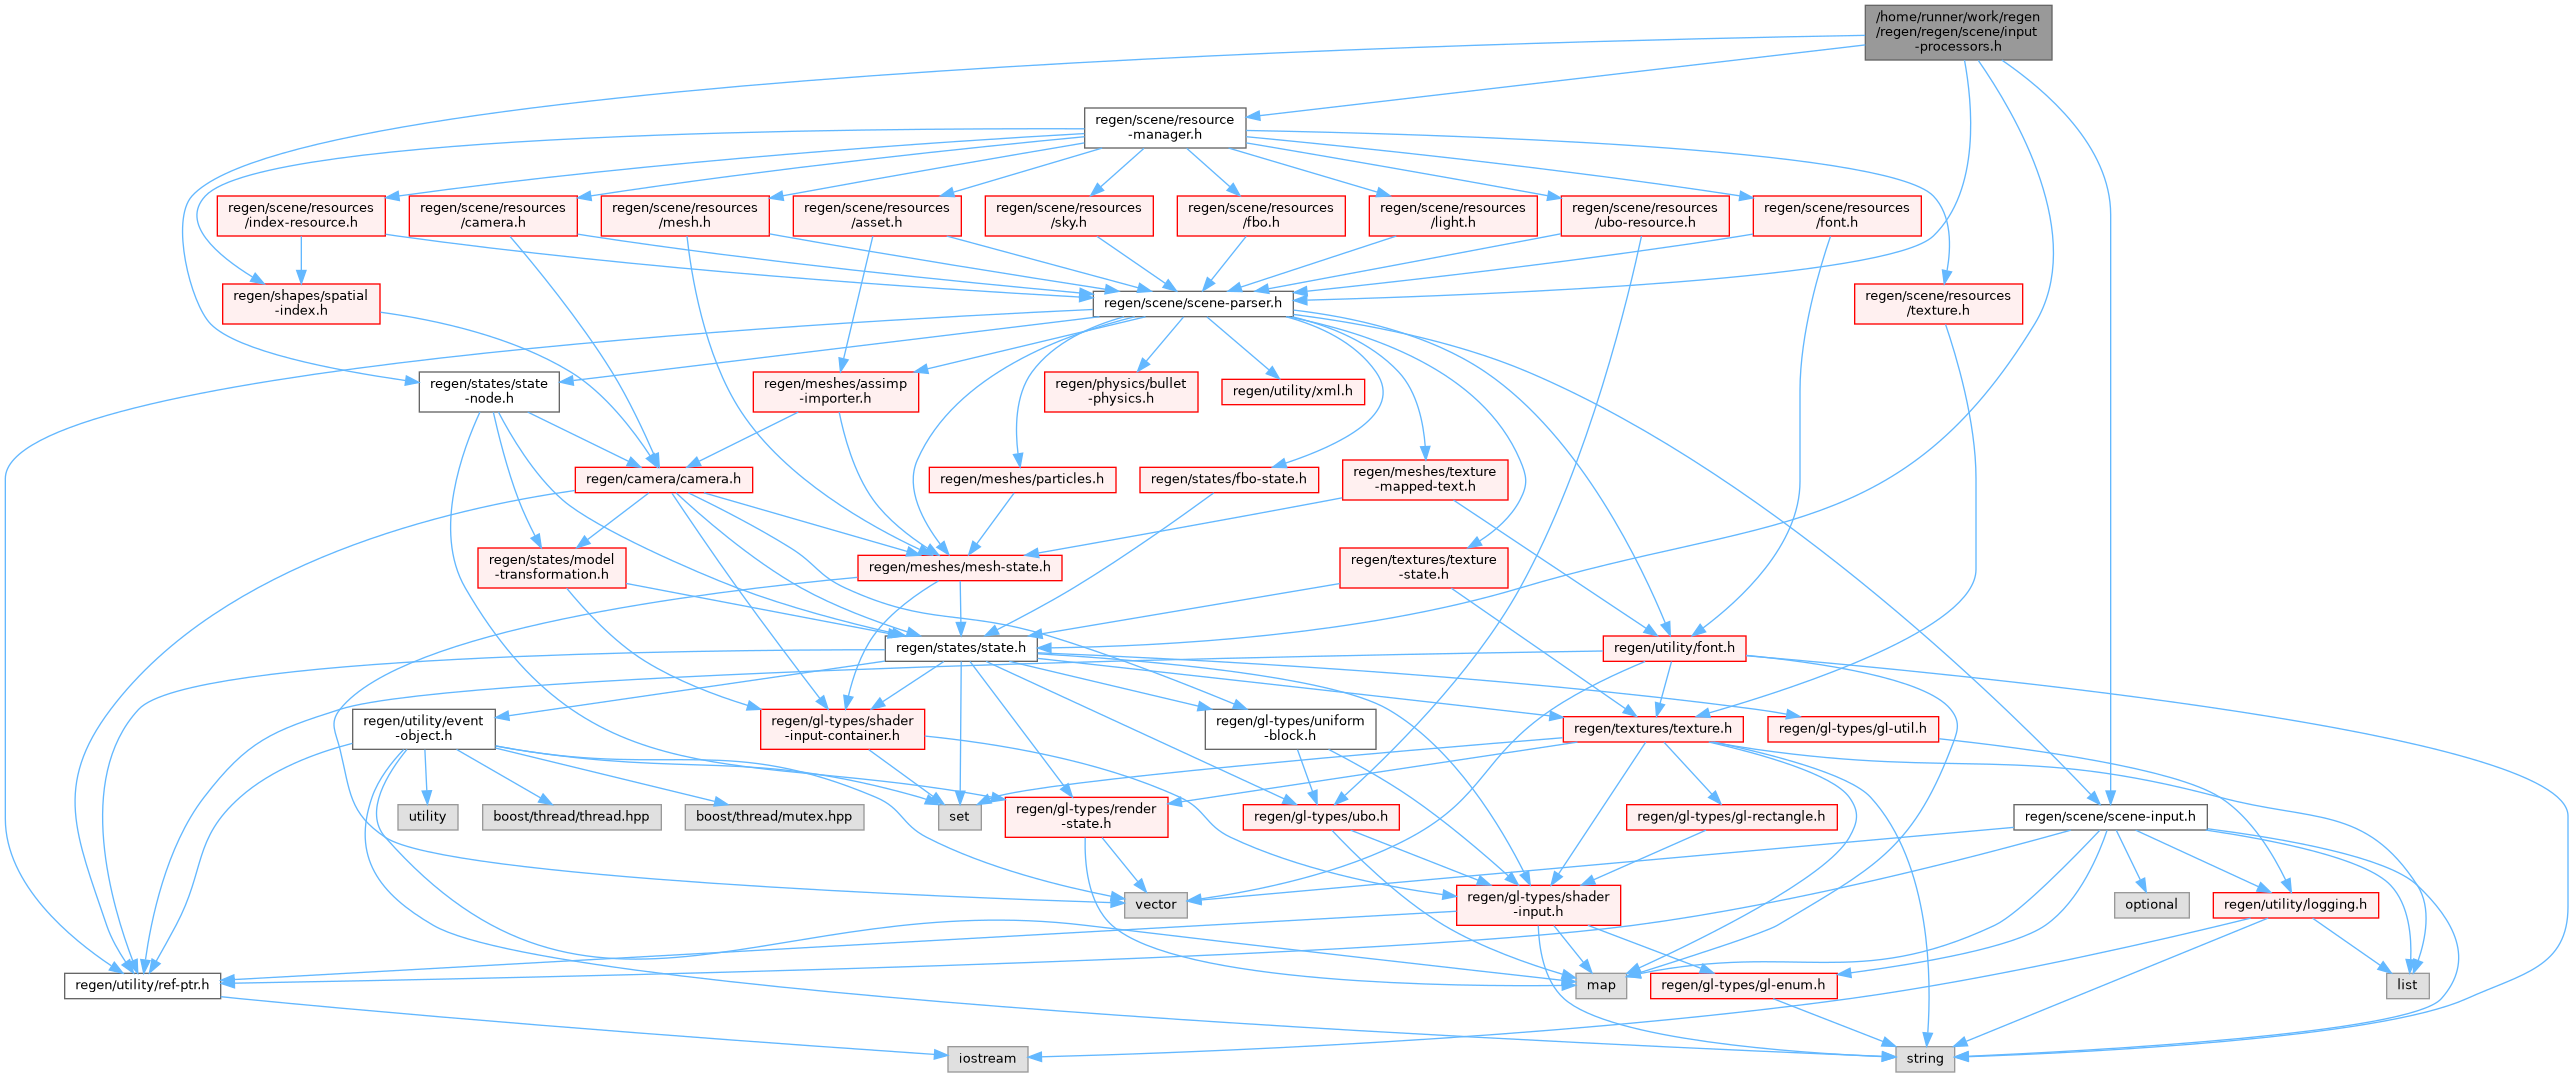 /home/runner/work/regen
/regen/regen/scene/input
-processors.h
regen/scene/resource
-manager.h
regen/scene/resources
/index-resource.h
regen/scene/resources
/camera.h
regen/scene/resources
/mesh.h
regen/scene/resources
/asset.h
regen/scene/resources
/sky.h
regen/scene/resources
/fbo.h
regen/scene/resources
/light.h
regen/scene/resources
/ubo-resource.h
regen/scene/resources
/font.h
regen/shapes/spatial
-index.h
regen/scene/scene-parser.h
regen/scene/resources
/texture.h
regen/states/state
-node.h
regen/meshes/assimp
-importer.h
regen/physics/bullet
-physics.h
regen/utility/xml.h
regen/camera/camera.h
regen/meshes/particles.h
regen/states/fbo-state.h
regen/meshes/texture
-mapped-text.h
regen/states/model
-transformation.h
regen/meshes/mesh-state.h
regen/textures/texture
-state.h
regen/states/state.h
regen/utility/font.h
regen/utility/event
-object.h
regen/gl-types/shader
-input-container.h
regen/gl-types/uniform
-block.h
regen/textures/texture.h
regen/gl-types/gl-util.h
utility
boost/thread/thread.hpp
boost/thread/mutex.hpp
set
regen/gl-types/render
-state.h
regen/gl-types/ubo.h
regen/gl-types/gl-rectangle.h
regen/scene/scene-input.h
vector
regen/gl-types/shader
-input.h
optional
regen/utility/logging.h
regen/utility/ref-ptr.h
map
regen/gl-types/gl-enum.h
list
iostream
string